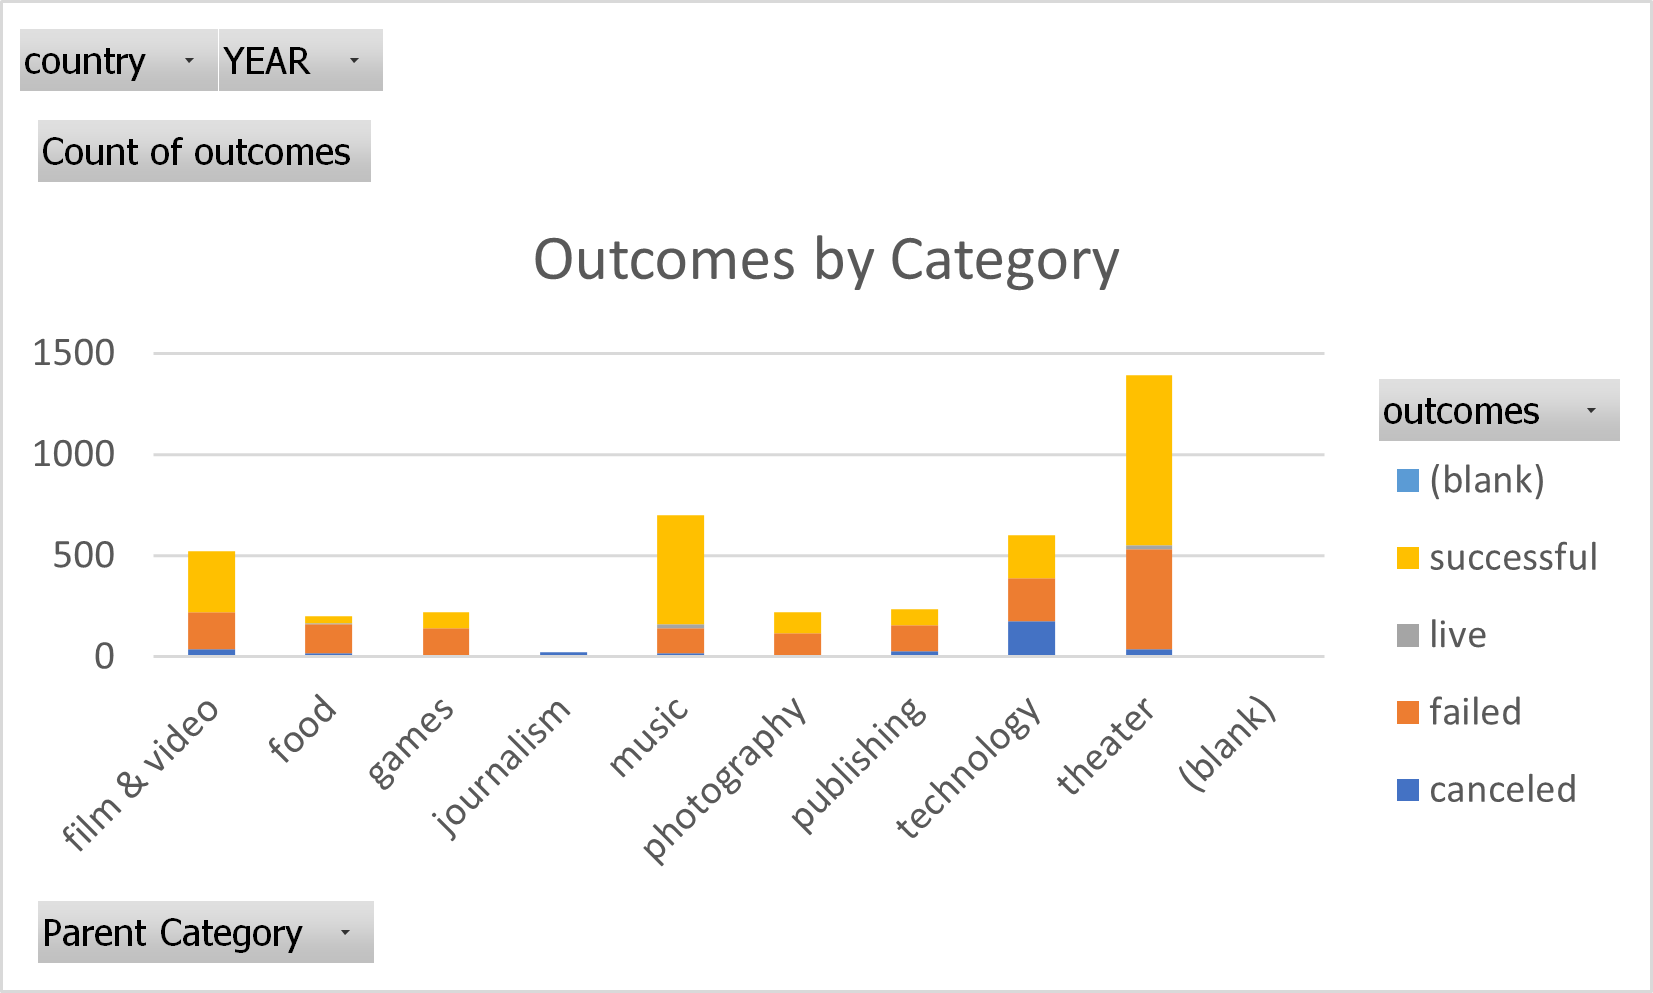 country YEAR
Count of outcomes
Outcomes by Category
1500
1000
500
0
film & video
food
games
journalism
music
photography
publishing
technology
theater
(blank)
outcomes
(blank)
successful
live
failed
canceled
Parent Category